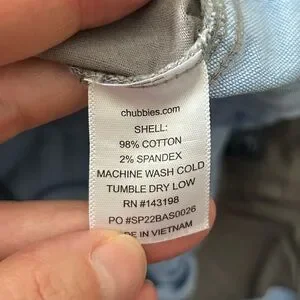 chubbies.com
SHELL:
98% COTTON
2% SPANDEX
MACHINE WASH COLD
TUMBLE DRY LOW
RN #143198
PO #SP22BAS0026
DE IN VIETNAM